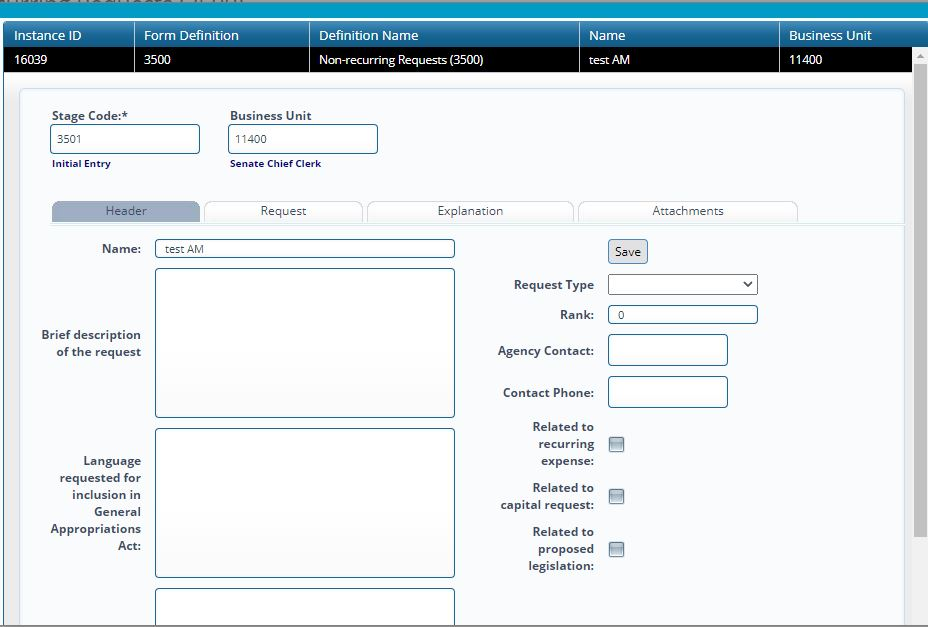 Instance ID Form Definition Definition Name Name Business Unit
16039 3500 Non-recurring Requests (3500) test AM 11400
Stage Code:* Business Unit
3501 11400
Initial Entry Senate Chief Clerk
Header Request Explanation Attachments
Name: test AM
Save
Request Type
Rank: 0
Brief description
of the request
Agency Contact:
Contact Phone:
Related to
recurring
expense:
Language
requested for
inclusion in
General
Appropriations
Act:
Related to
capital request:
Related to
proposed
legislation: